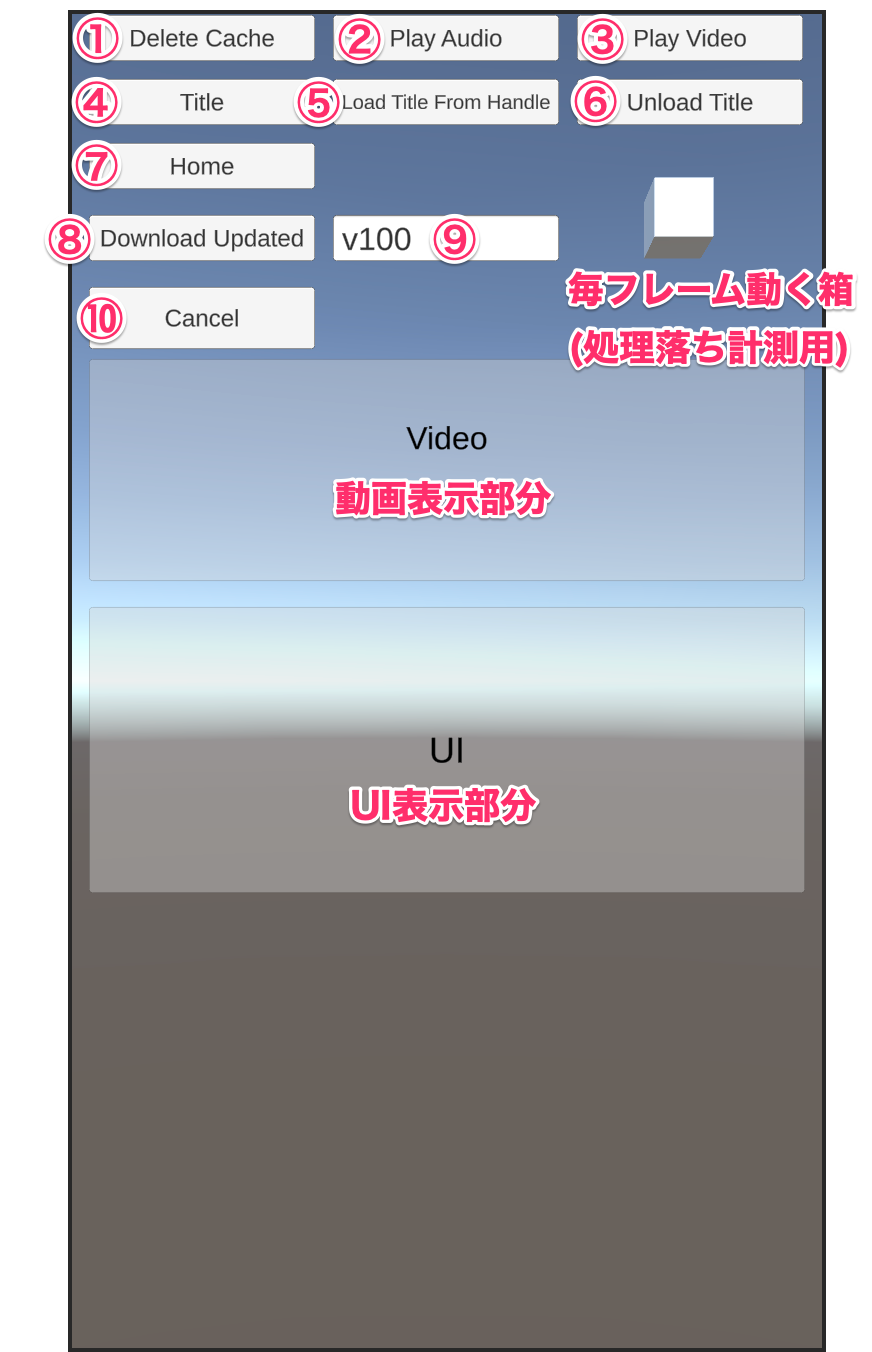 ① Delete Cache ② Play Audio ③ Play Video
④ Title ⑤ Load Title From Handle ⑥ Unload Title
⑦ Home
⑧ Download Updated v100 ⑨
毎フレーム動く箱
(処理落ち計測用)
⑩ Cancel
Video
動画表示部分
UI
UI表示部分